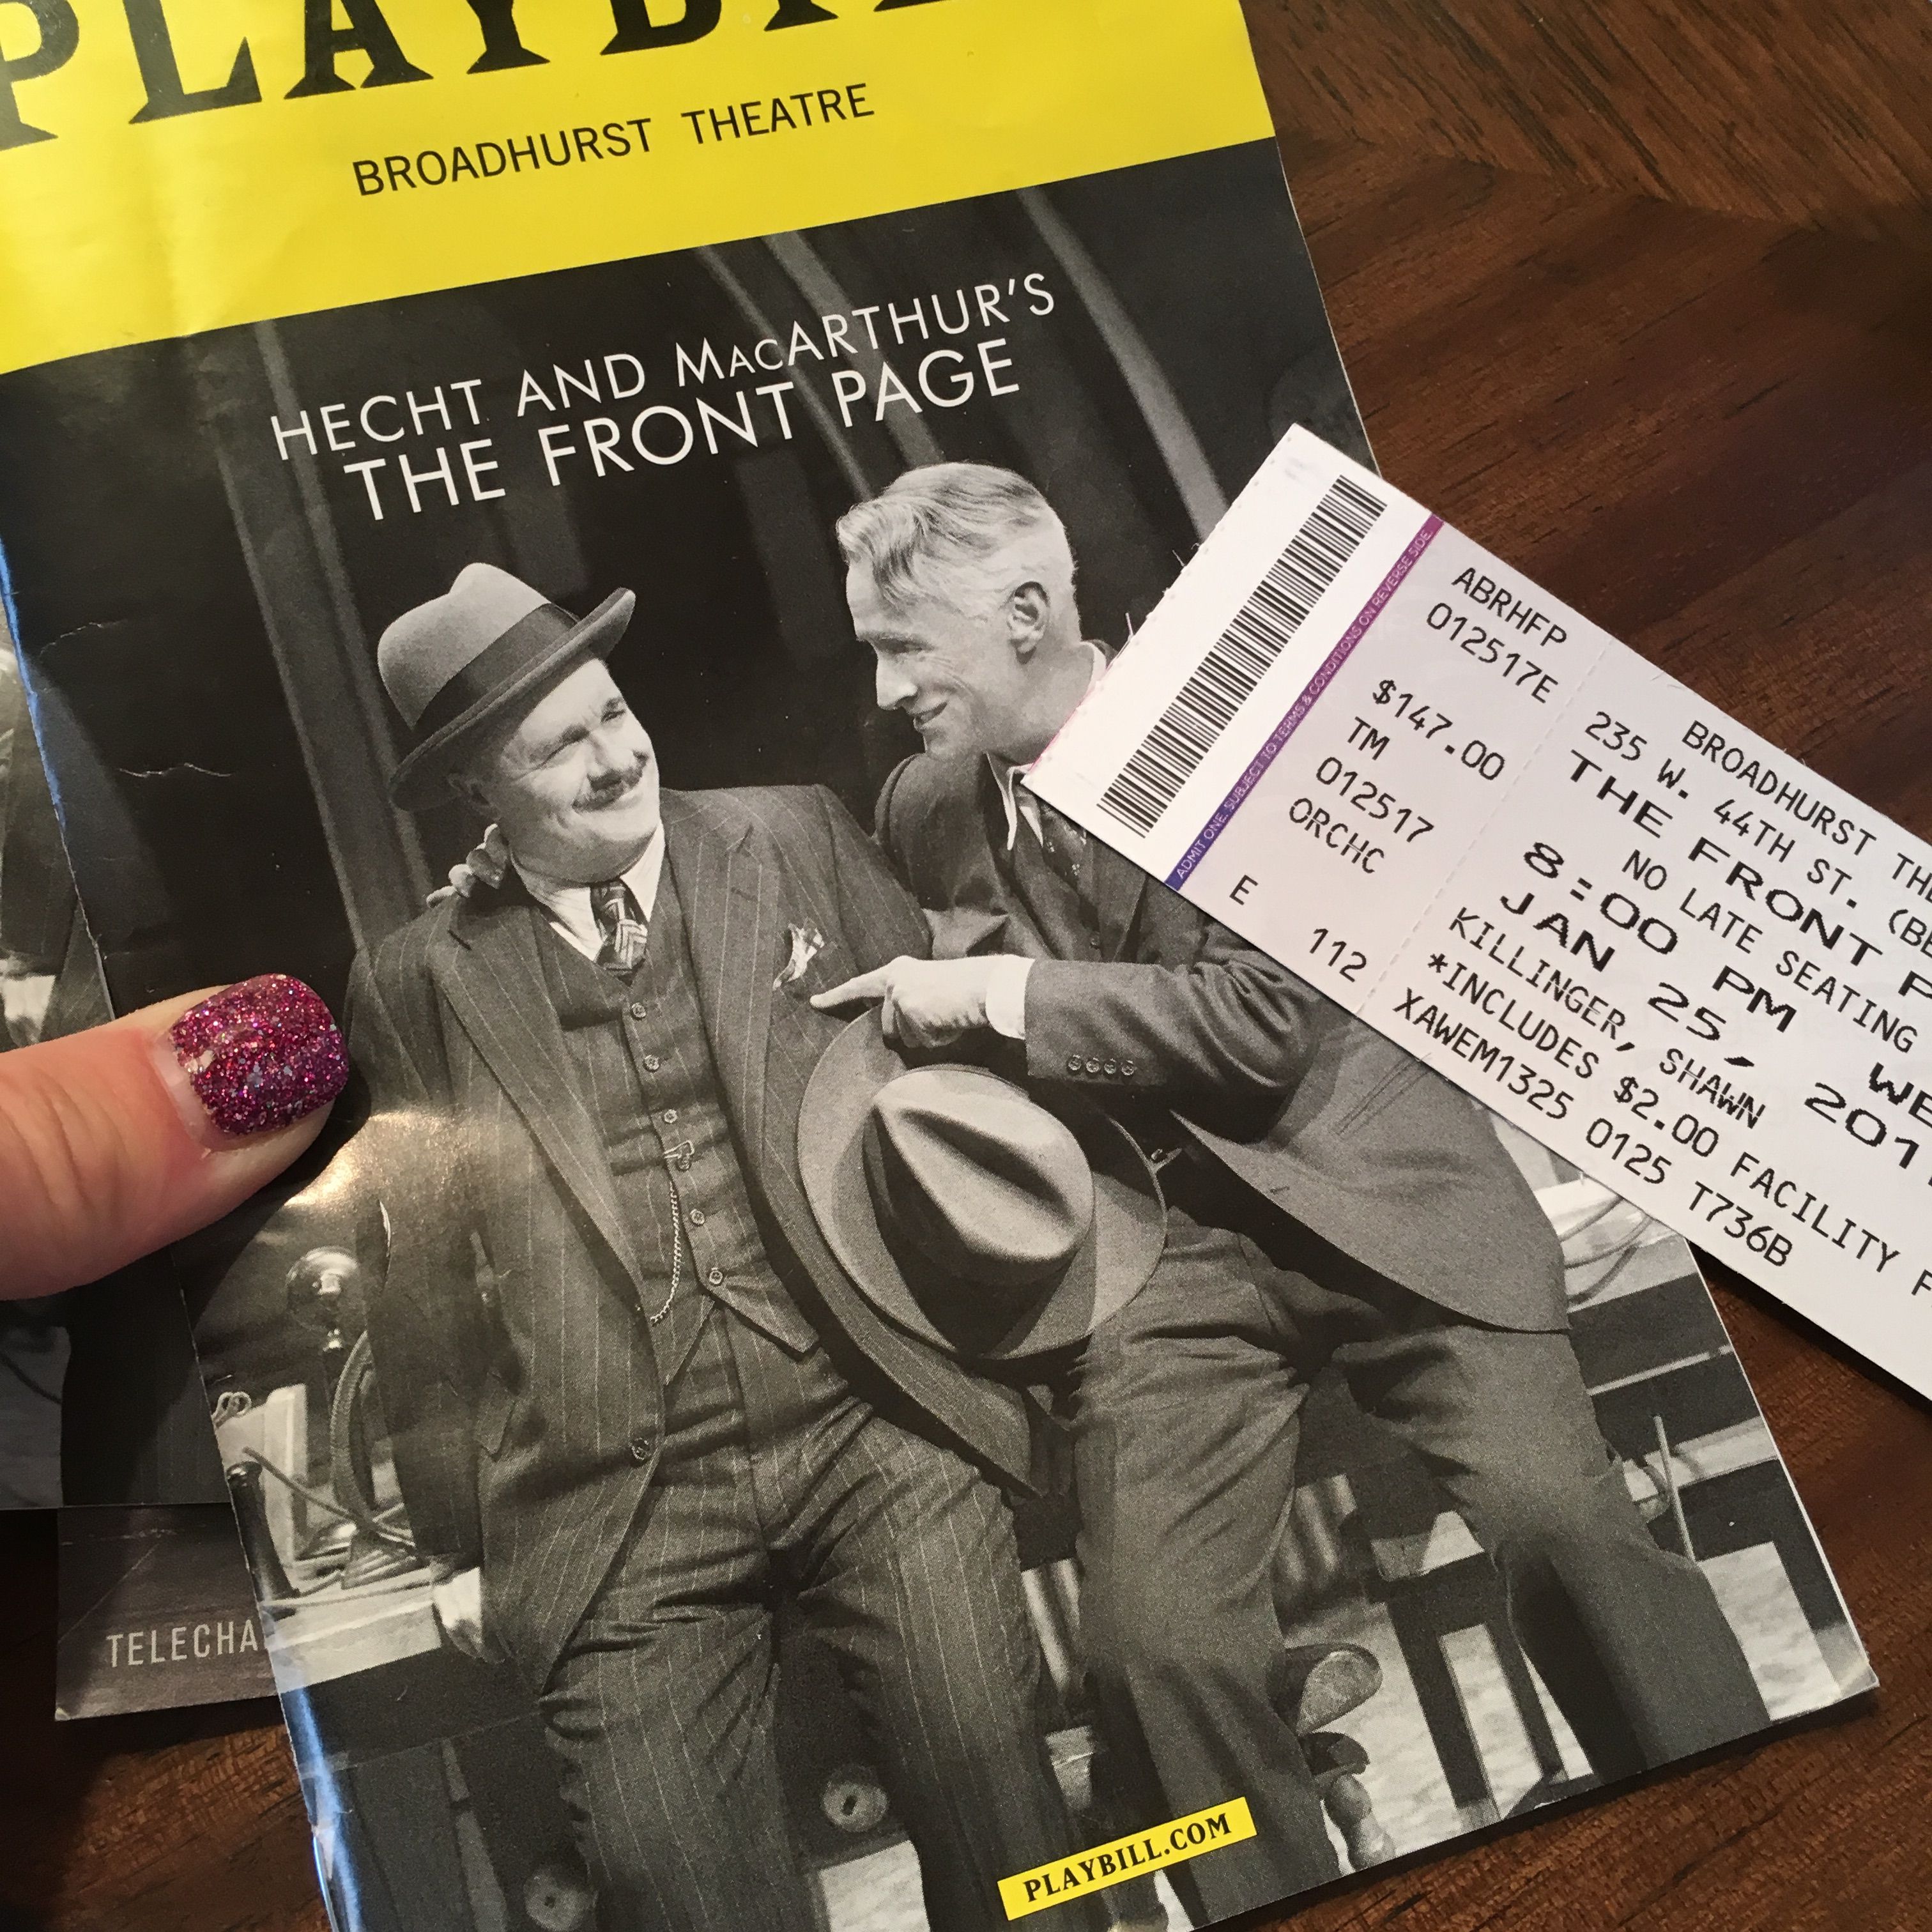 PLAYBI
BROADHURST THEATRE
HECHT AND MACARTHUR'S
THE FRONT PAGE
ADMIT ONE. SUBJECT TO TERMS & CONDITIONS ON REVERSE SIDE.
ABRHFP
012517E
$147.00
TM
012517
ORCHC
E
112
BROADHURST THE
235 W. 44TH ST. (BE
THE FRONT P
NO LATE SEATING
8:00 PM WE
JAN 25, 201
KILLINGER, SHAWN
*INCLUDES $2.00 FACILITY F
XAWEM1325 0125 T736B
TELECHA
PLAYBILL.COM